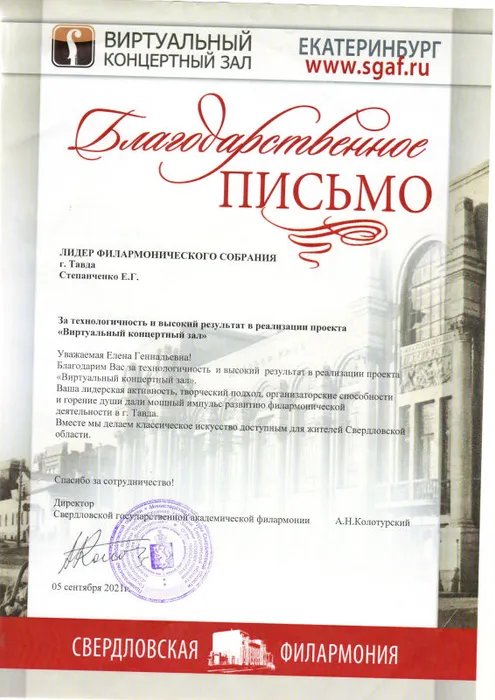 ВИРТУАЛЬНЫЙ
КОНЦЕРТНЫЙ ЗАЛ
ЕКАТЕРИНБУРГ
www.sgaf.ru
Благодарственное
ПИСЬМО
ЛИДЕР ФИЛАРМОНИЧЕСКОГО СОБРАНИЯ
г. Тавда
Степанченко Е.Г.
За технологичность и высокий результат в реализации проекта
«Виртуальный концертный зал»
Уважаемая Елена Геннадьевна!
Благодарим Вас за технологичность и высокий результат в реализации проекта
«Виртуальный концертный зал).
Ваша лидерская активность, творческий подход, организаторские способности
и горение души дали мощный импульс развитию филармонической
деятельности в г. Тавда.
Вместе мы делаем классическое искусство доступным для жителей Свердловской
области.
Спасибо за сотрудничество!
Директор
Свердловской государственной академической филармонии А.Н.Колотурский
05 сентября 2021г.
СВЕРДЛОВСКАЯ ФИЛАРМОНИЯ